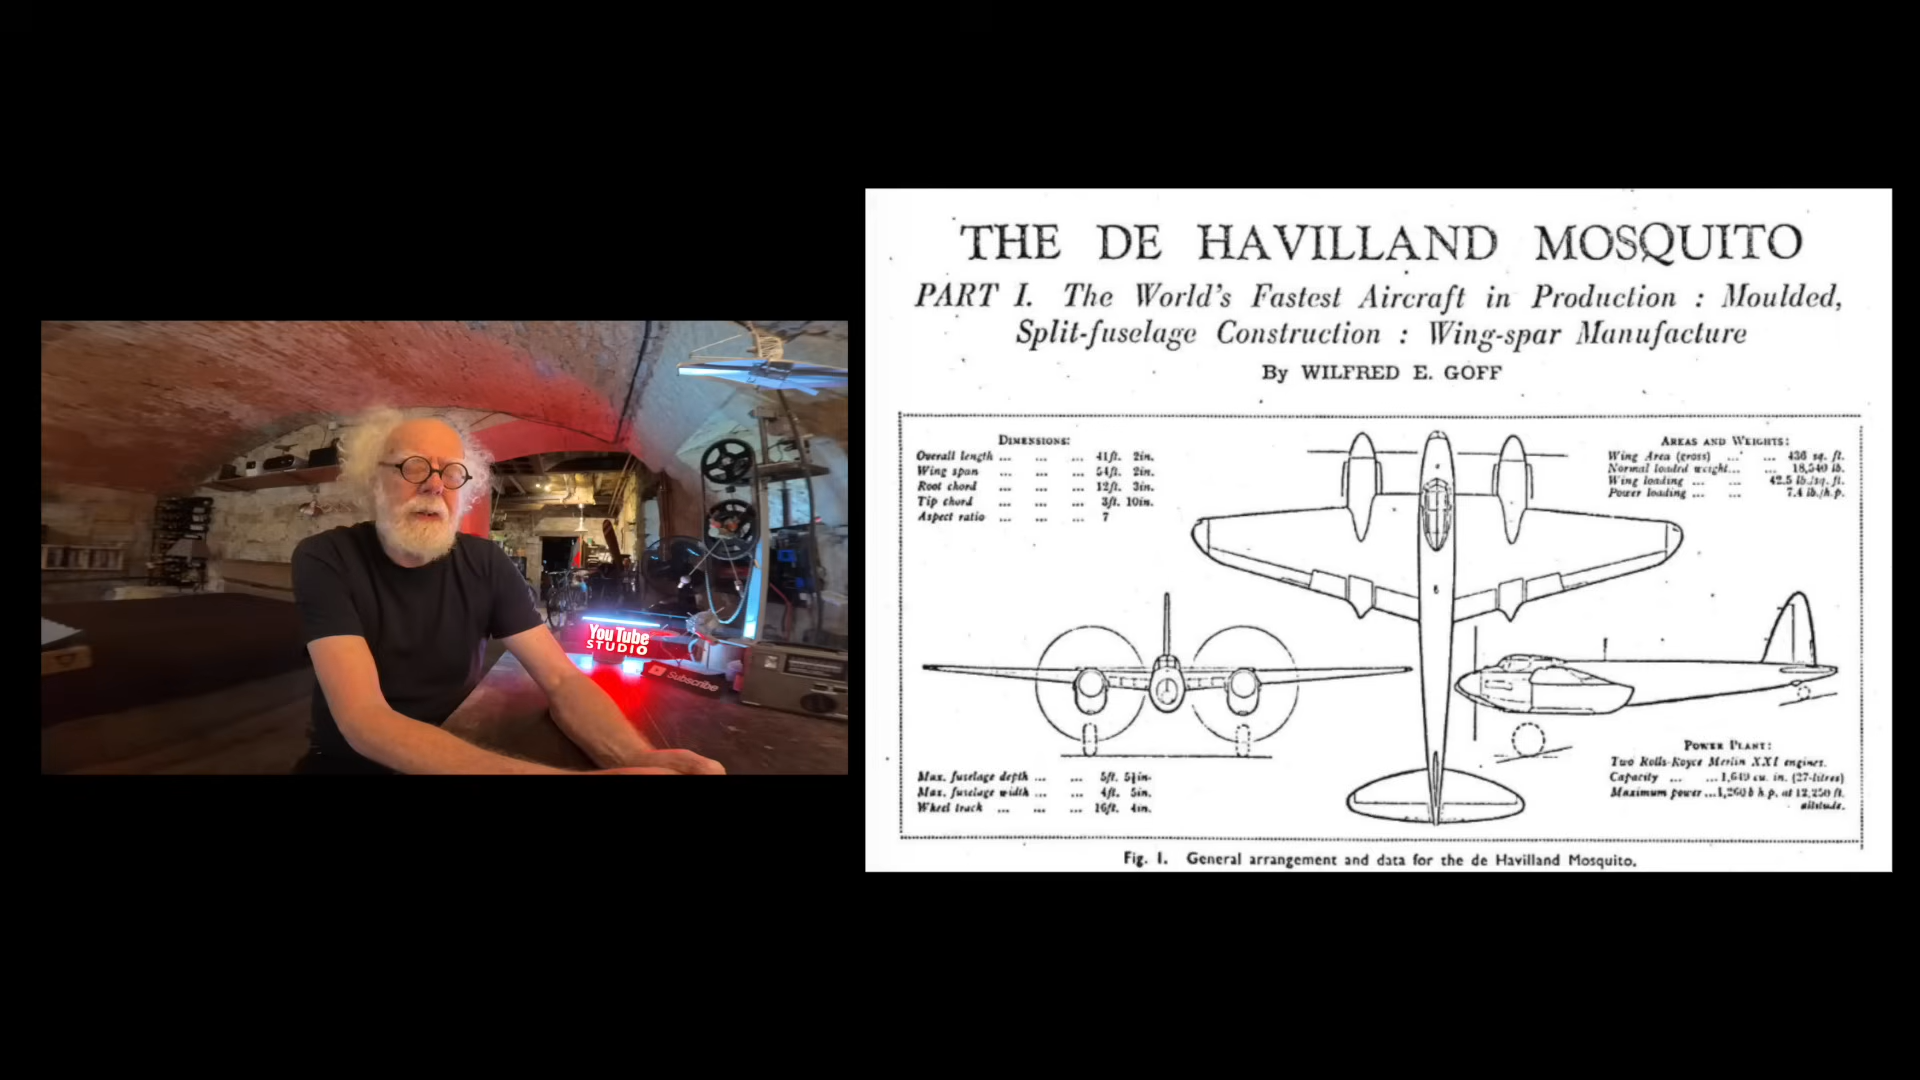 You Tube
STUDIO
Subscribe
THE DE HAVILLAND MOSQUITO
PART I. The World's Fastest Aircraft in Production : Moulded,
Split-fuselage Construction : Wing-spar Manufacture
By WILFRED E. GOFF
DIMENSIONS:
Overall length ... ... ... 41ft. 2in.
Wing span ... ... ... 54ft. 2in.
Root chord ... ... ... 12ft. 3in.
Tip chord ... ... ... 3ft. 10in.
Aspect ratio ... ... ... 7
AREAS AND WEIGHTS:
Wing Area (gross) ... ... 436 sq. ft.
Normal loaded weight... ... 18,540 lb.
Wing loading ... ... 42.5 lb./sq. ft.
Power loading ... ... 7.4 lb./h.p.
Max. fuselage depth ... ... 5ft. 5½in.
Max. fuselage width ... ... 4ft. 5in.
Wheel track ... ... ... 16ft. 4in.
POWER PLANT:
Two Rolls-Royce Merlin XXI engines.
Capacity ... ... 1,649 cu. in. (27-litres)
Maximum power ... 1,260 b h.p. at 12,250 ft.
altitude.
Fig. 1. General arrangement and data for the de Havilland Mosquito.